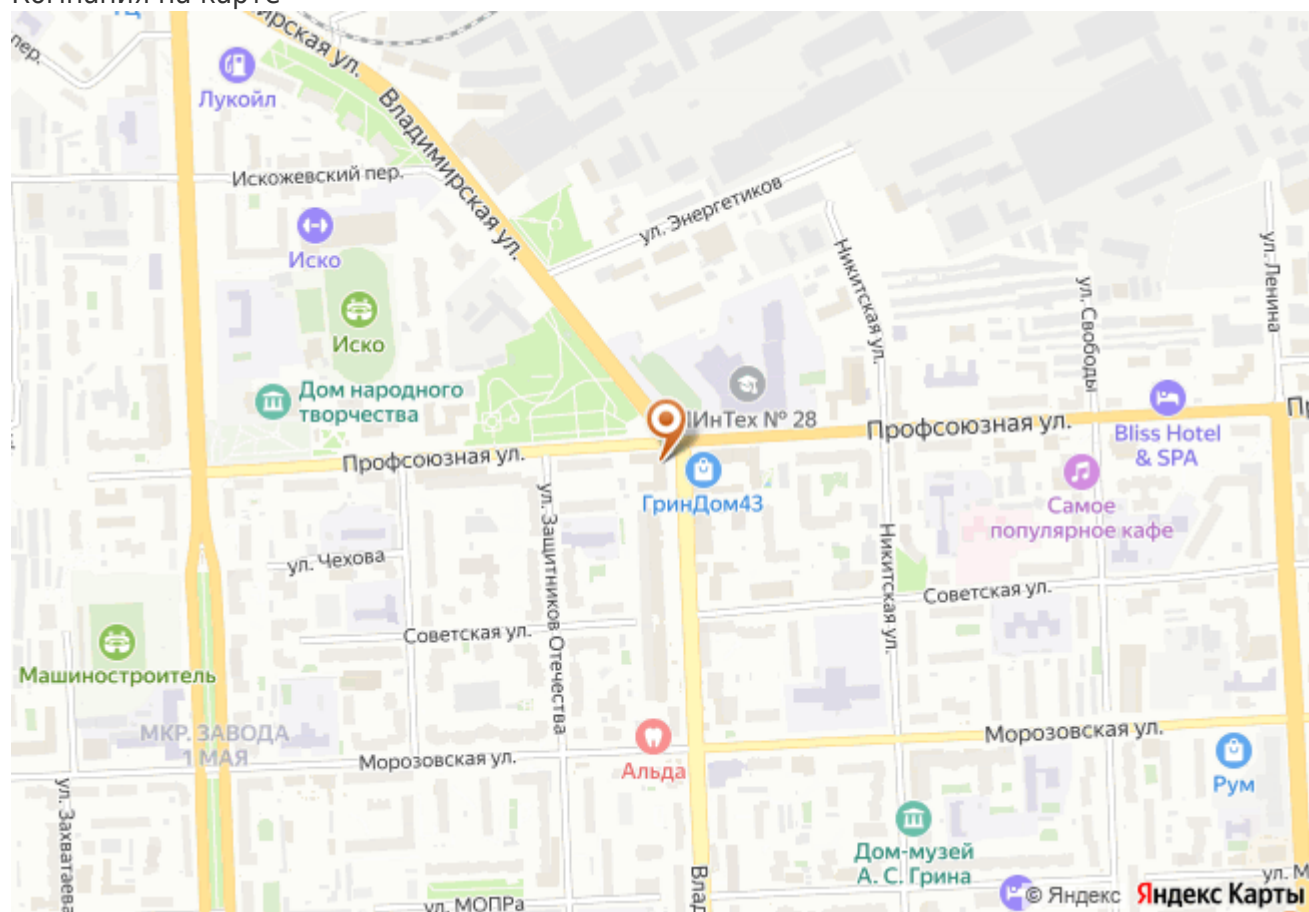 Компания на карте
ТЦ
пер.
Лукойл
Владимирская ул.
Искожевский пер.
ул. Энергетиков
Никитская ул.
ул. Свободы
ул. Ленина
Иско
Иско
Дом народного
творчества
ИнТех № 28
Профсоюзная ул.
Bliss Hotel
& SPA
Профсоюзная ул.
ГринДом43
Самое
популярное кафе
ул. Защитников Отечества
ул. Чехова
Никитская ул.
Советская ул.
Советская ул.
Машиностроитель
МКР. ЗАВОДА
1 МАЯ
Морозовская ул.
Морозовская ул.
Альда
Рум
ул. Захватаева
Дом-музей
А. С. Грина
Влад
ул. МОПРа
ул. М
© Яндекс Яндекс Карты